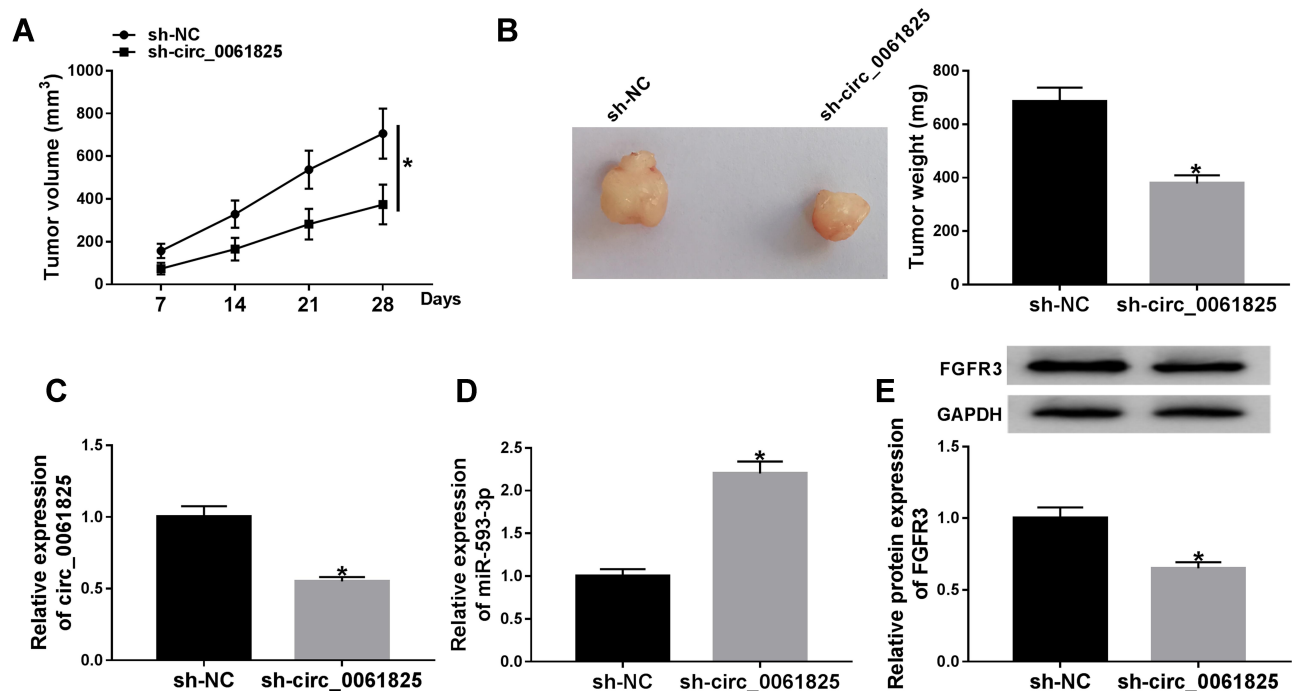 A
sh-NC
sh-circ_0061825
Tumor volume (mm3)
1000
800
600
400
200
0
7 14 21 28 Days
*
B
sh-NC
sh-circ_0061825
Tumor weight (mg)
800
600
400
200
0
*
sh-NC sh-circ_0061825
C
Relative expression
of circ_0061825
1.5
1.0
0.5
0.0
*
sh-NC sh-circ_0061825
D
Relative expression
of miR-593-3p
2.5
2.0
1.5
1.0
0.5
0.0
*
sh-NC sh-circ_0061825
E
FGFR3
GAPDH
Relative protein expression
of FGFR3
1.5
1.0
0.5
0.0
*
sh-NC sh-circ_0061825